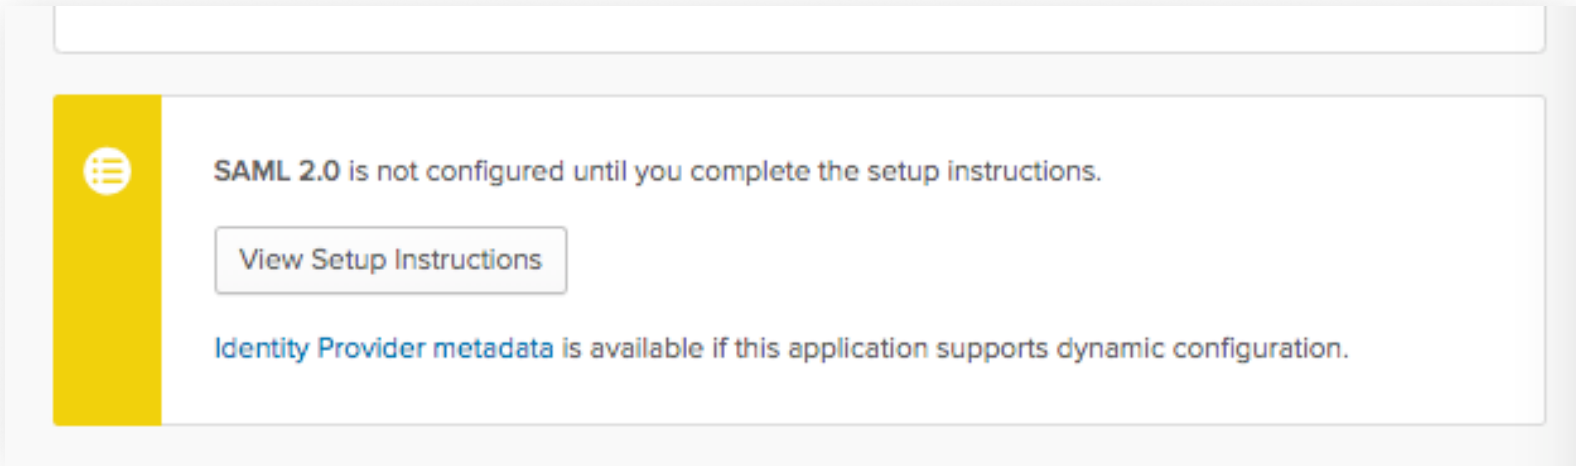 SAML 2.0 is not configured until you complete the setup instructions.
View Setup Instructions
Identity Provider metadata is available if this application supports dynamic configuration.